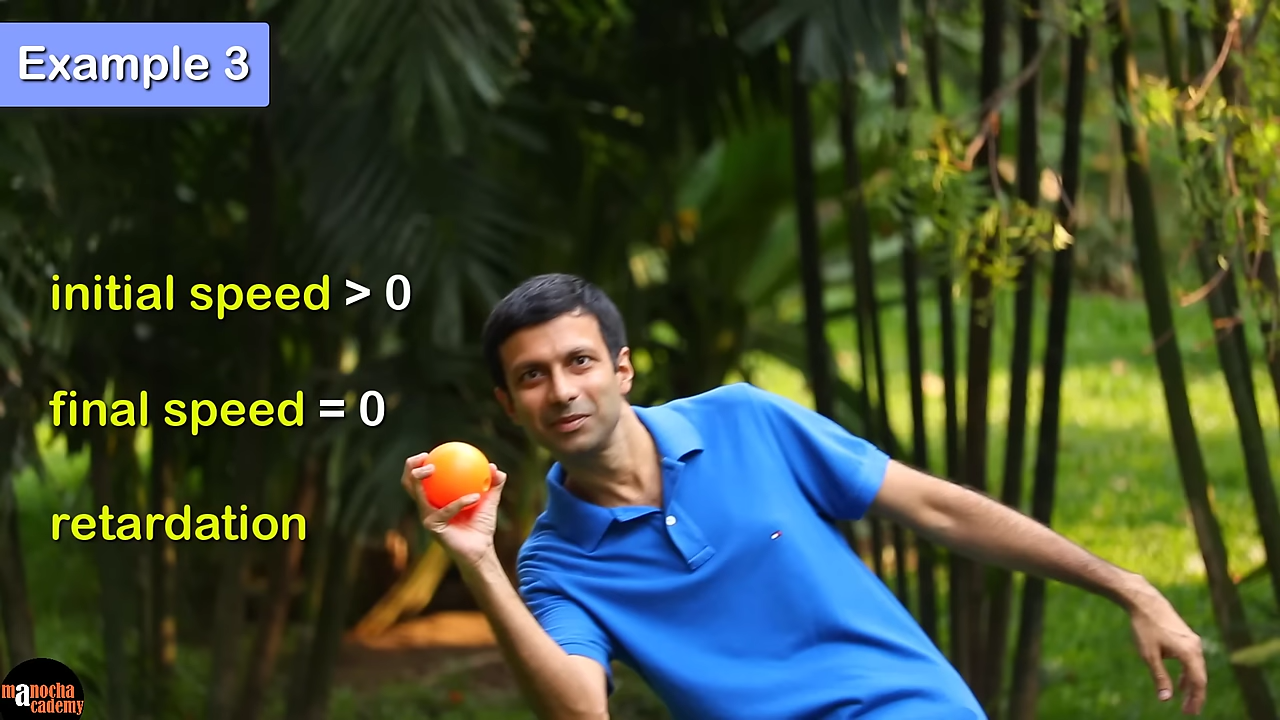 Example 3
initial speed > 0
final speed = 0
retardation
manocha
academy